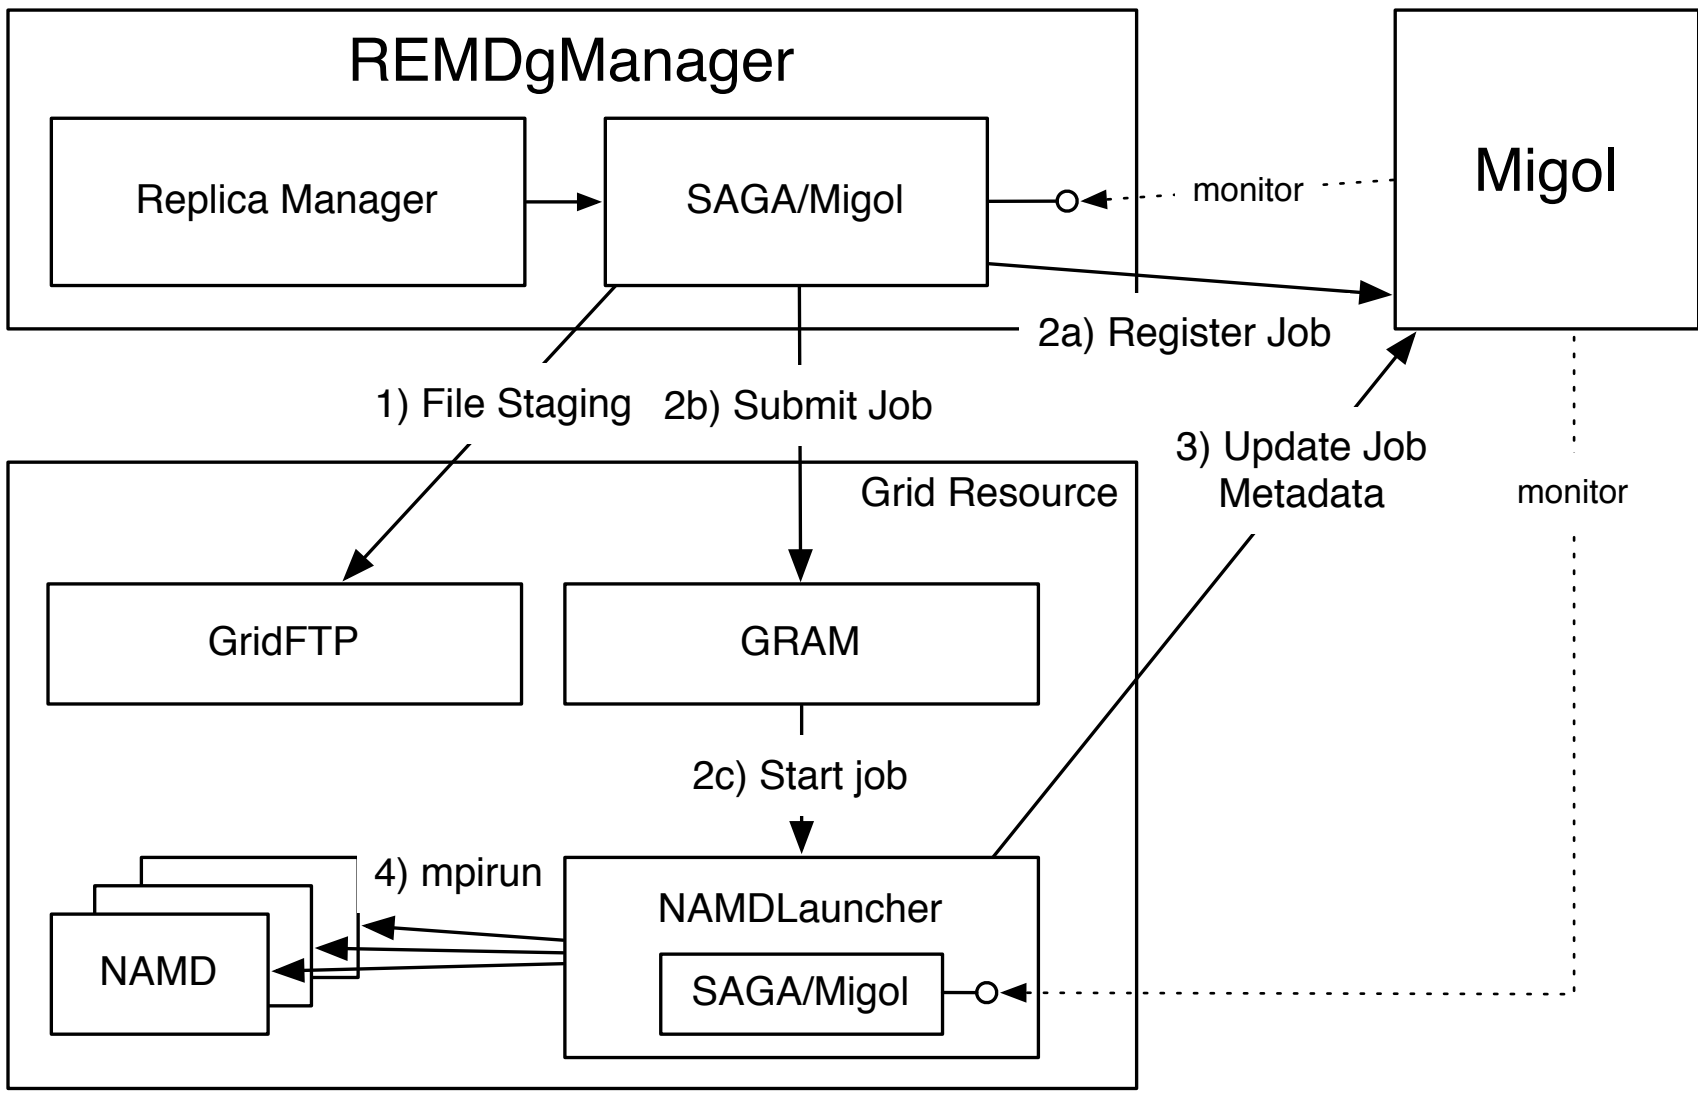 REMDgManager
Replica Manager
SAGA/Migol
monitor
Migol
2a) Register Job
1) File Staging
2b) Submit Job
3) Update Job
Metadata
monitor
Grid Resource
GridFTP
GRAM
2c) Start job
4) mpirun
NAMDLauncher
NAMD
SAGA/Migol